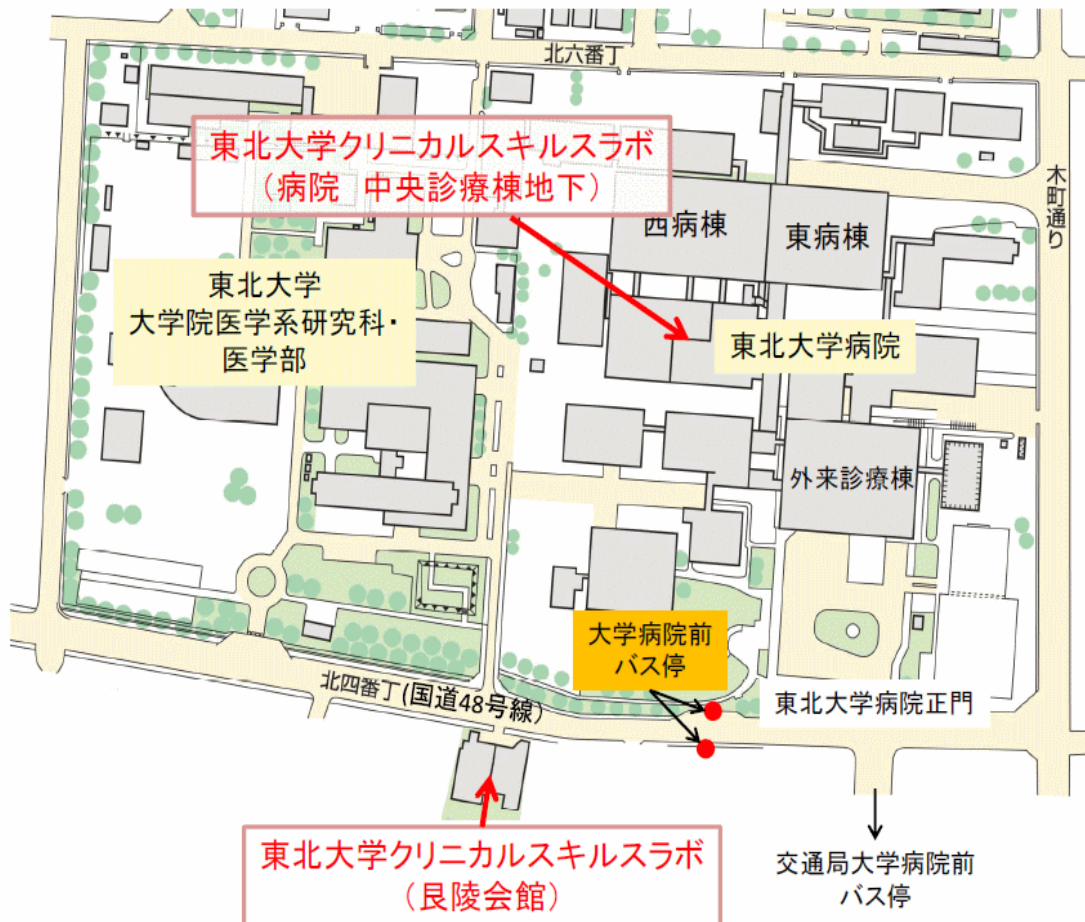 北六番丁
東北大学クリニカルスキルスラボ
（病院　中央診療棟地下）
木町通り
西病棟
東病棟
東北大学
大学院医学系研究科・
医学部
東北大学病院
外来診療棟
大学病院前
バス停
北四番丁(国道48号線)
東北大学病院正門
東北大学クリニカルスキルスラボ
（艮陵会館）
交通局大学病院前
バス停